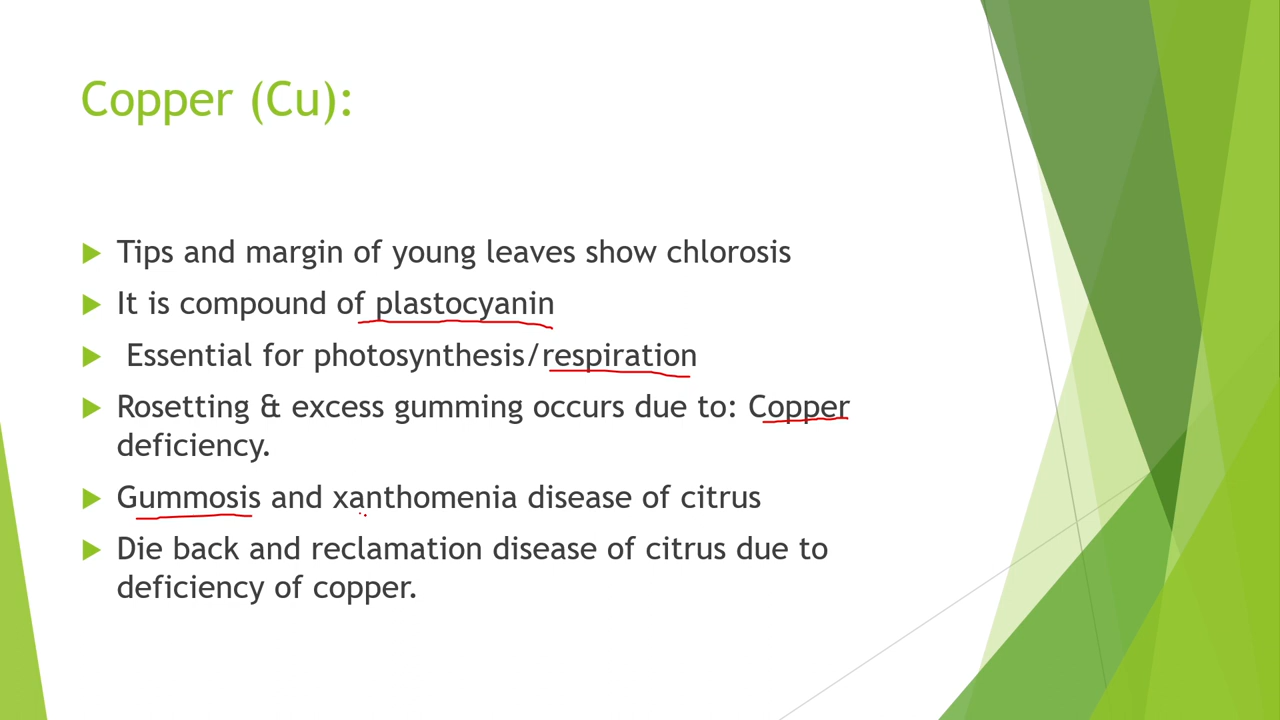 Copper (Cu):
Tips and margin of young leaves show chlorosis
It is compound of plastocyanin
Essential for photosynthesis/respiration
Rosetting & excess gumming occurs due to: Copper
deficiency.
Gummosis and xanthomenia disease of citrus
Die back and reclamation disease of citrus due to
deficiency of copper.